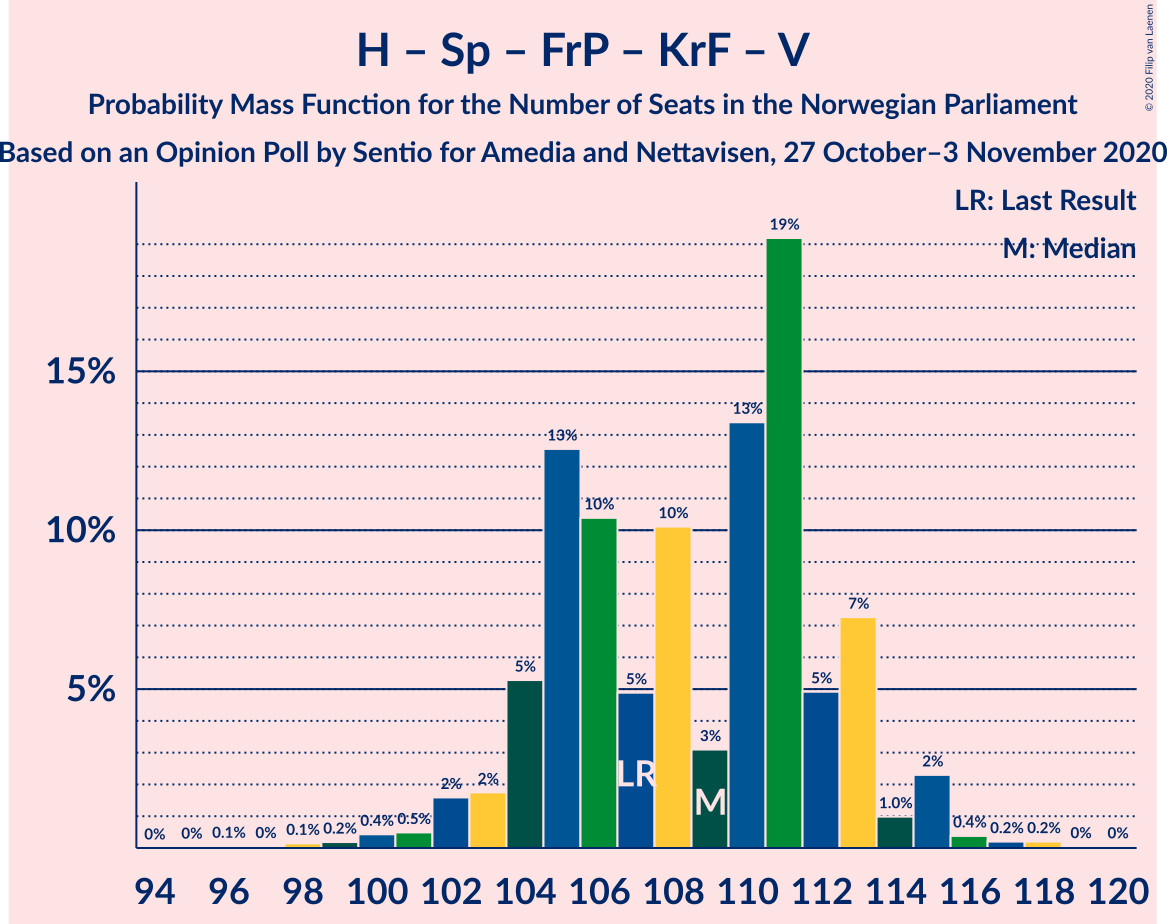 H – Sp – FrP – KrF – V
Probability Mass Function for the Number of Seats in the Norwegian Parliament
Based on an Opinion Poll by Sentio for Amedia and Nettavisen, 27 October–3 November 2020
© 2020 Filip van Laenen
LR: Last Result
M: Median
15%
10%
5%
0% 0% 0.1% 0% 0.1% 0.2% 0.4% 0.5% 2% 2% 5% 13% 10% 5% 10% 3% 13% 19% 5% 7% 1.0% 2% 0.4% 0.2% 0.2% 0% 0%
LR
M
94 96 98 100 102 104 106 108 110 112 114 116 118 120